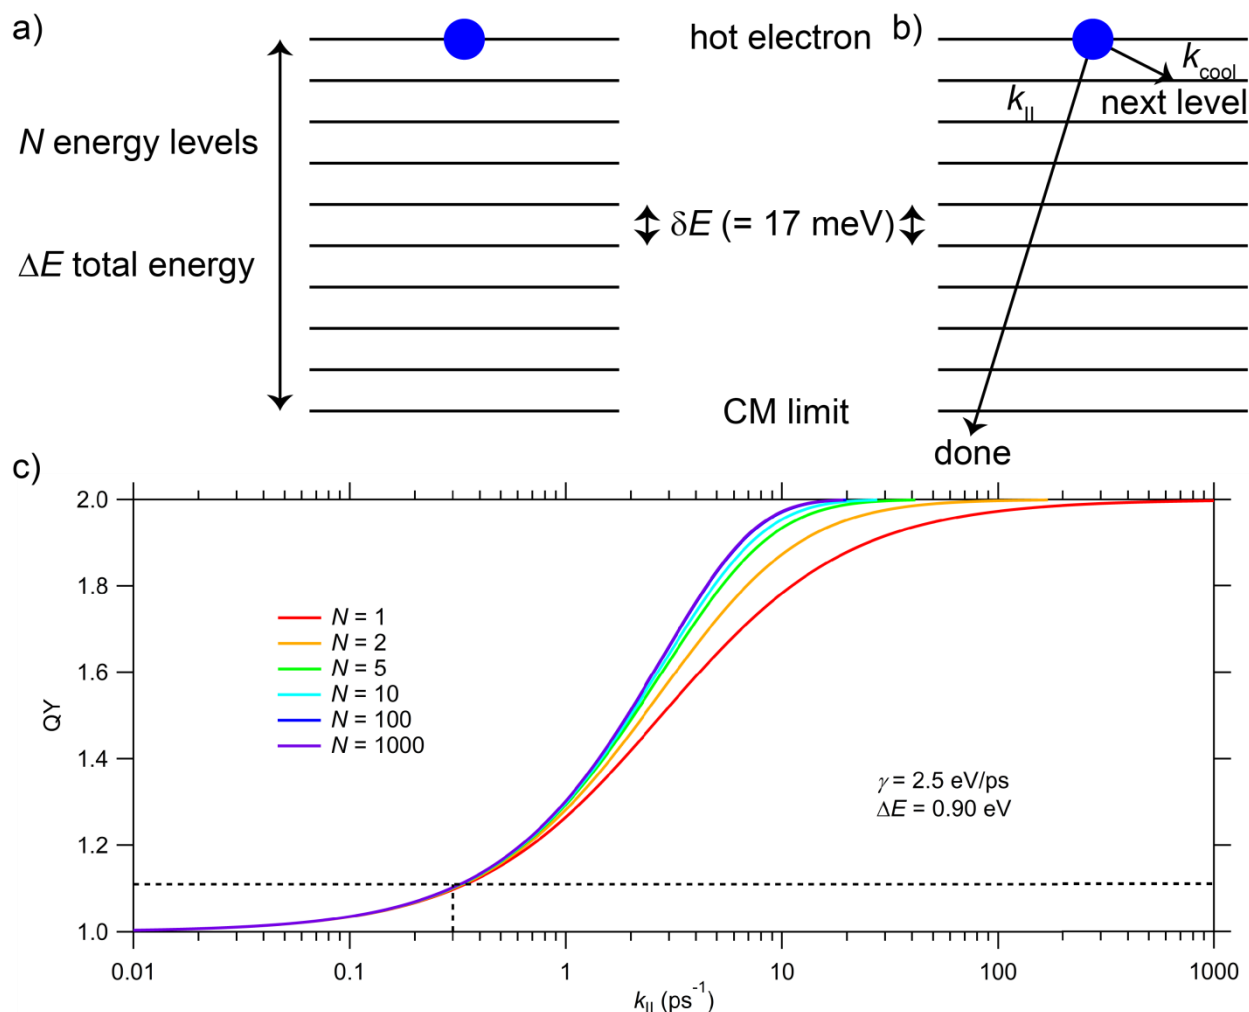 a)
hot electron
b)
k_cool
k_II
next level
N energy levels
δE (= 17 meV)
ΔE total energy
CM limit
done
c)
2.0
1.8
1.6
1.4
1.2
1.0
QY
N = 1
N = 2
N = 5
N = 10
N = 100
N = 1000
γ = 2.5 eV/ps
ΔE = 0.90 eV
0.01
0.1
1
10
100
1000
k_II (ps⁻¹)